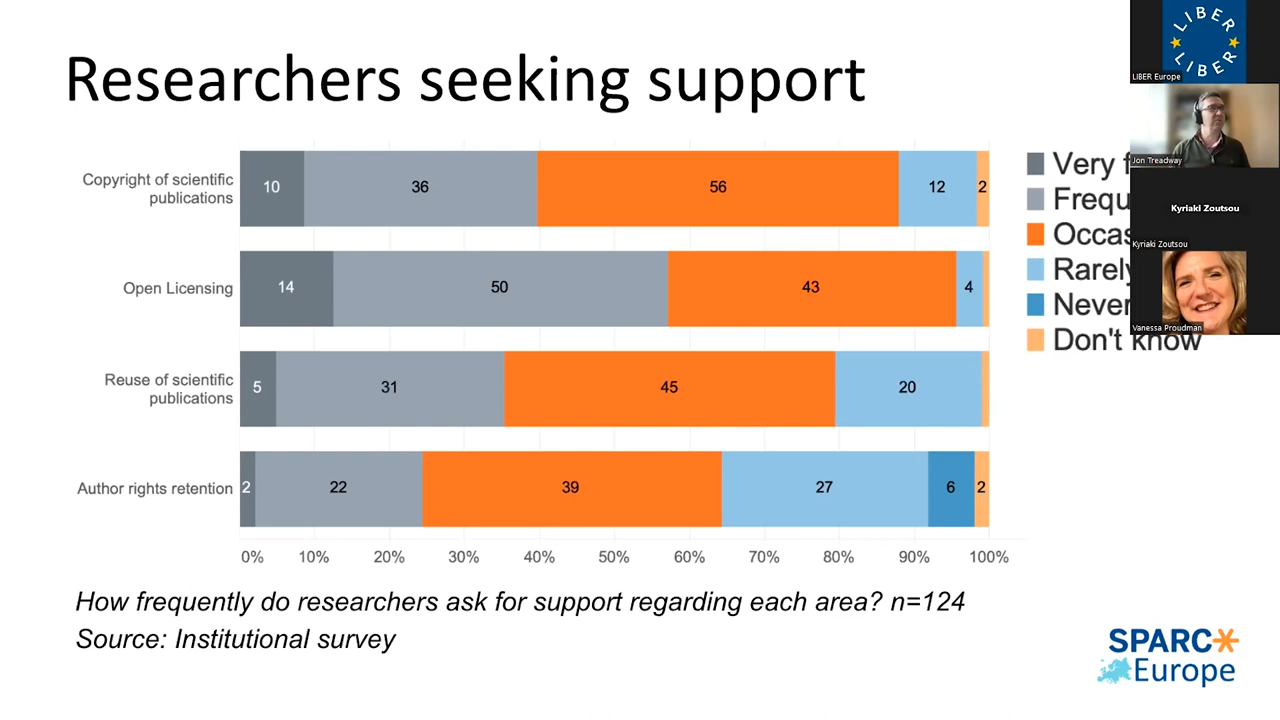 Researchers seeking support
LIBER
LIBER
LIBER Europe
Jon Treadway
Kyriaki Zoutsou
Kyriaki Zoutsou
Vanessa Proudman
Copyright of scientific
publications
10 36 56 12 2
Open Licensing
14 50 43 4
Reuse of scientific
publications
5 31 45 20
Author rights retention
2 22 39 27 6 2
0% 10% 20% 30% 40% 50% 60% 70% 80% 90% 100%
Very f
Frequ
Occas
Rarely
Never
Don't know
How frequently do researchers ask for support regarding each area? n=124
Source: Institutional survey
SPARC
Europe